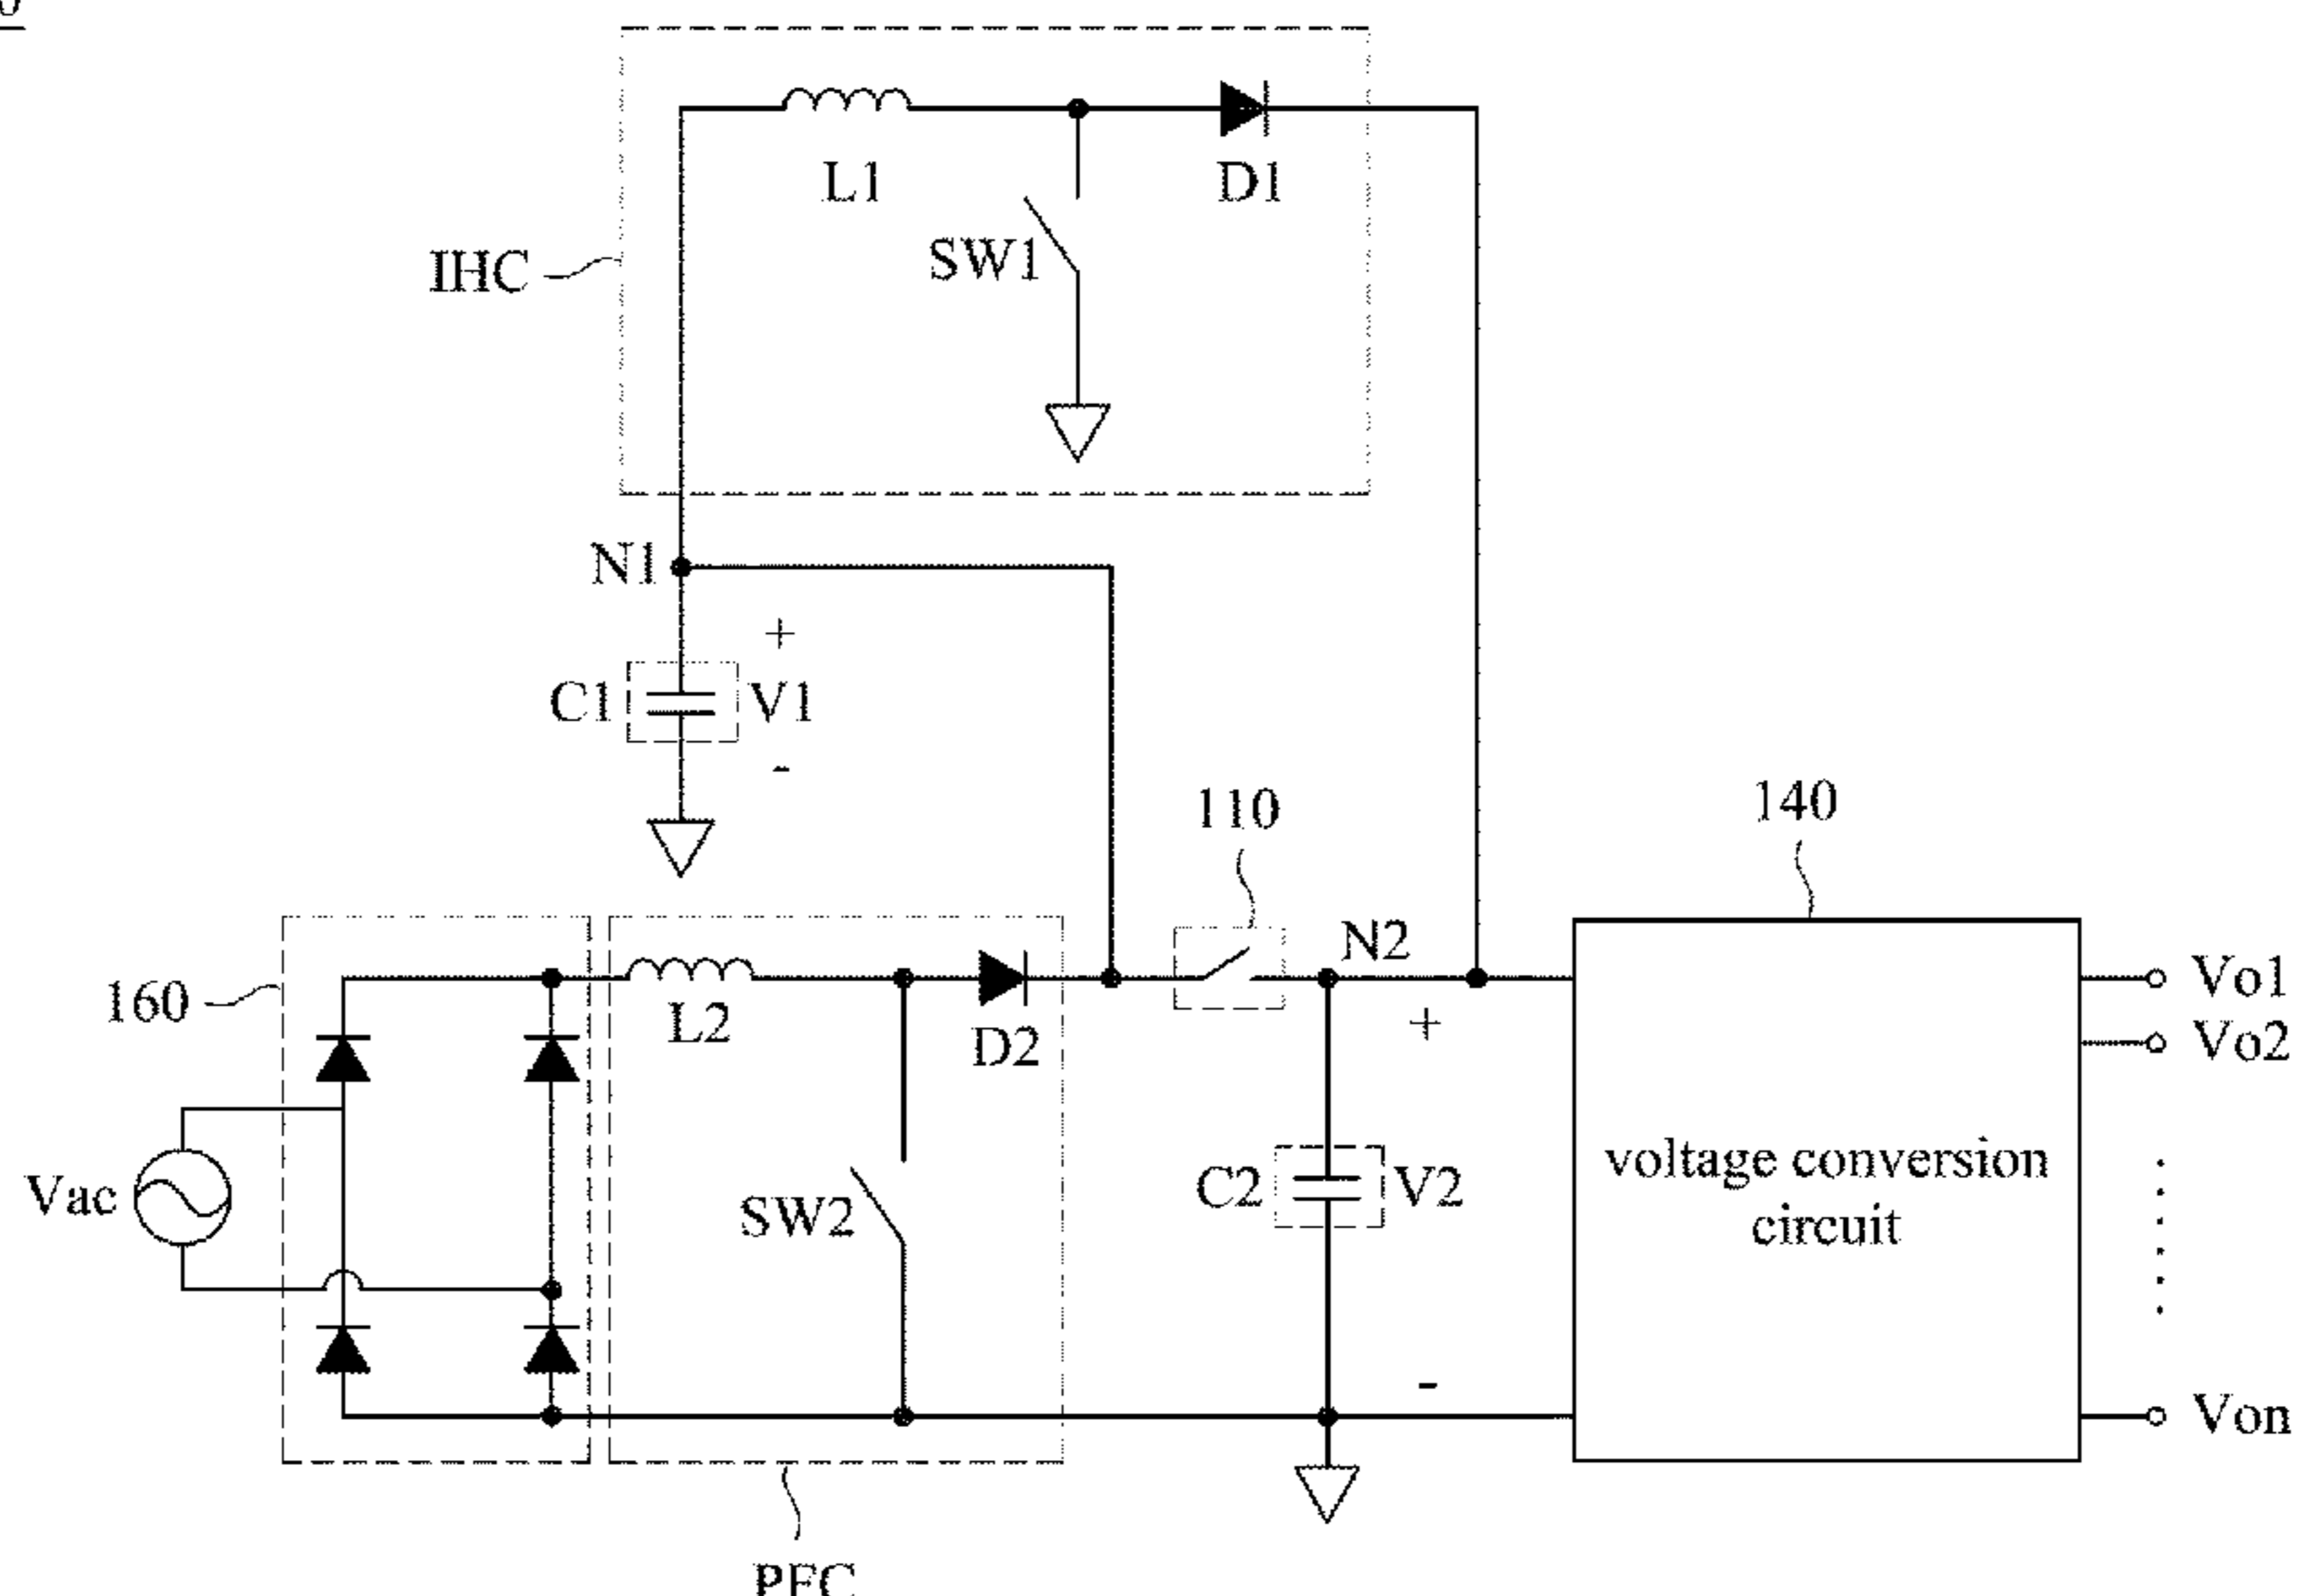 L1
D1
SW1
IHC
N1
+
C1
V1
-
110
140
N2
160
L2
D2
+
Vo1
Vo2
Vac
SW2
C2
V2
voltage conversion
circuit
-
Von
PFC